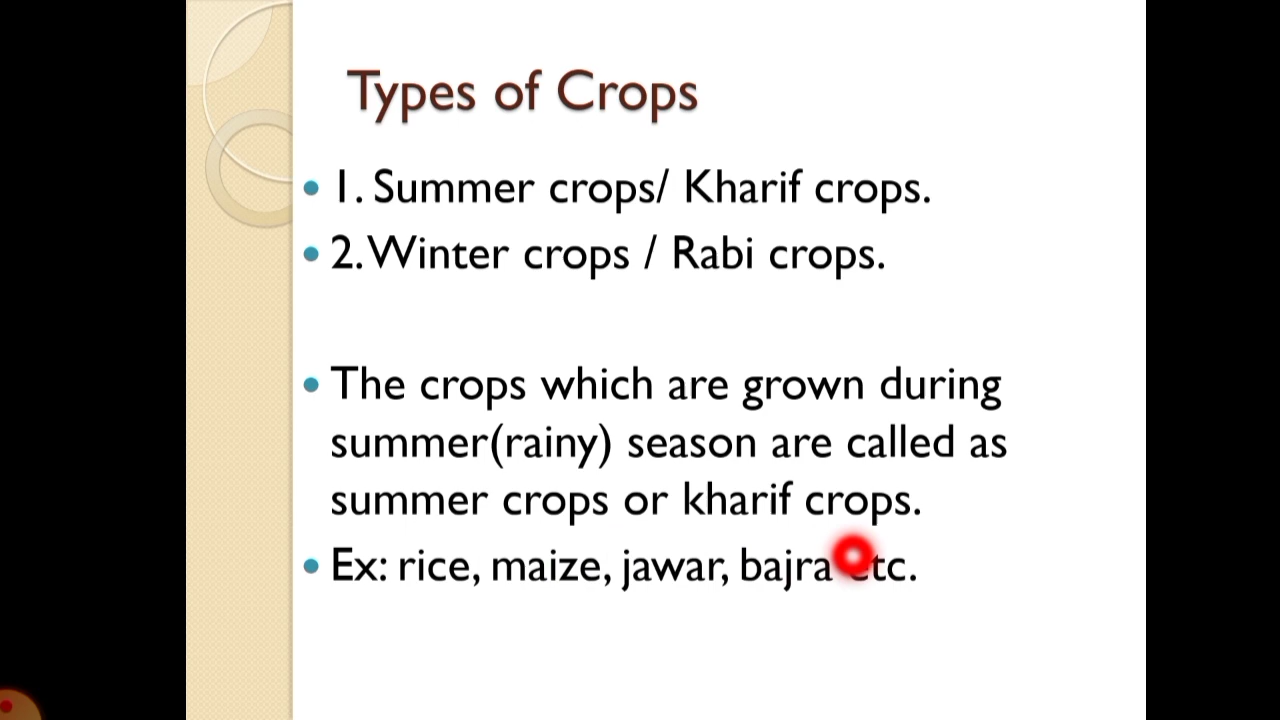 Types of Crops
• 1. Summer crops/ Kharif crops.
• 2. Winter crops / Rabi crops.
• The crops which are grown during
summer(rainy) season are called as
summer crops or kharif crops.
• Ex: rice, maize, jawar, bajra etc.